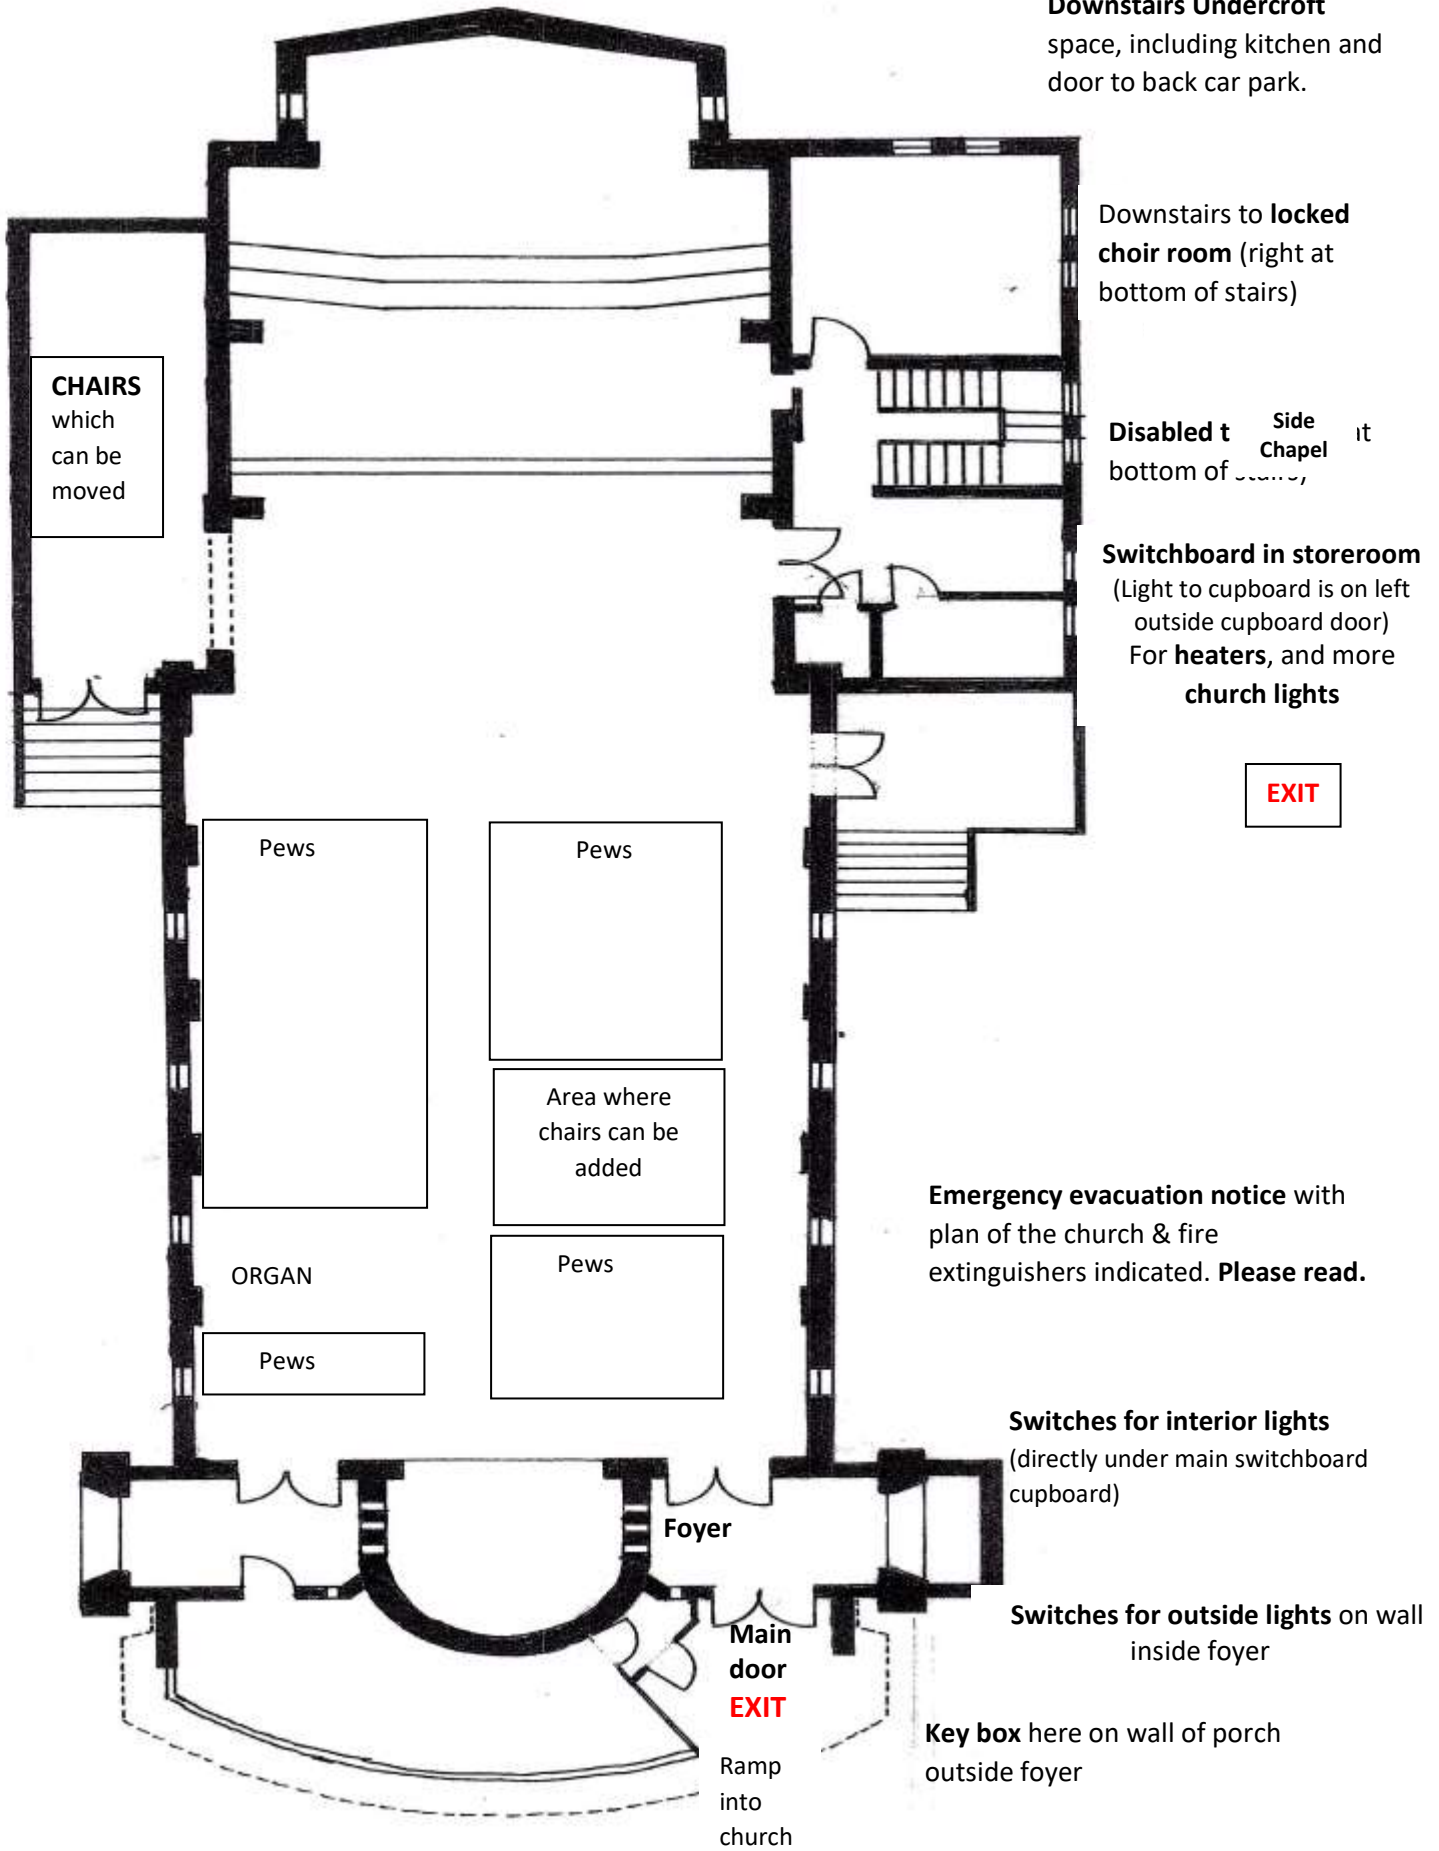 Downstairs Undercroft
space, including kitchen and
door to back car park.
Downstairs to locked
choir room (right at
bottom of stairs)
CHAIRS
which
can be
moved
Side
Chapel
Disabled
bottom of stairs)
Switchboard in storeroom
(Light to cupboard is on left
outside cupboard door)
For heaters, and more
church lights
EXIT
Pews
Pews
Area where
chairs can be
added
Emergency evacuation notice with
plan of the church & fire
extinguishers indicated. Please read.
ORGAN
Pews
Pews
Switches for interior lights
(directly under main switchboard
cupboard)
Foyer
Switches for outside lights on wall
inside foyer
Main
door
EXIT
Key box here on wall of porch
outside foyer
Ramp
into
church